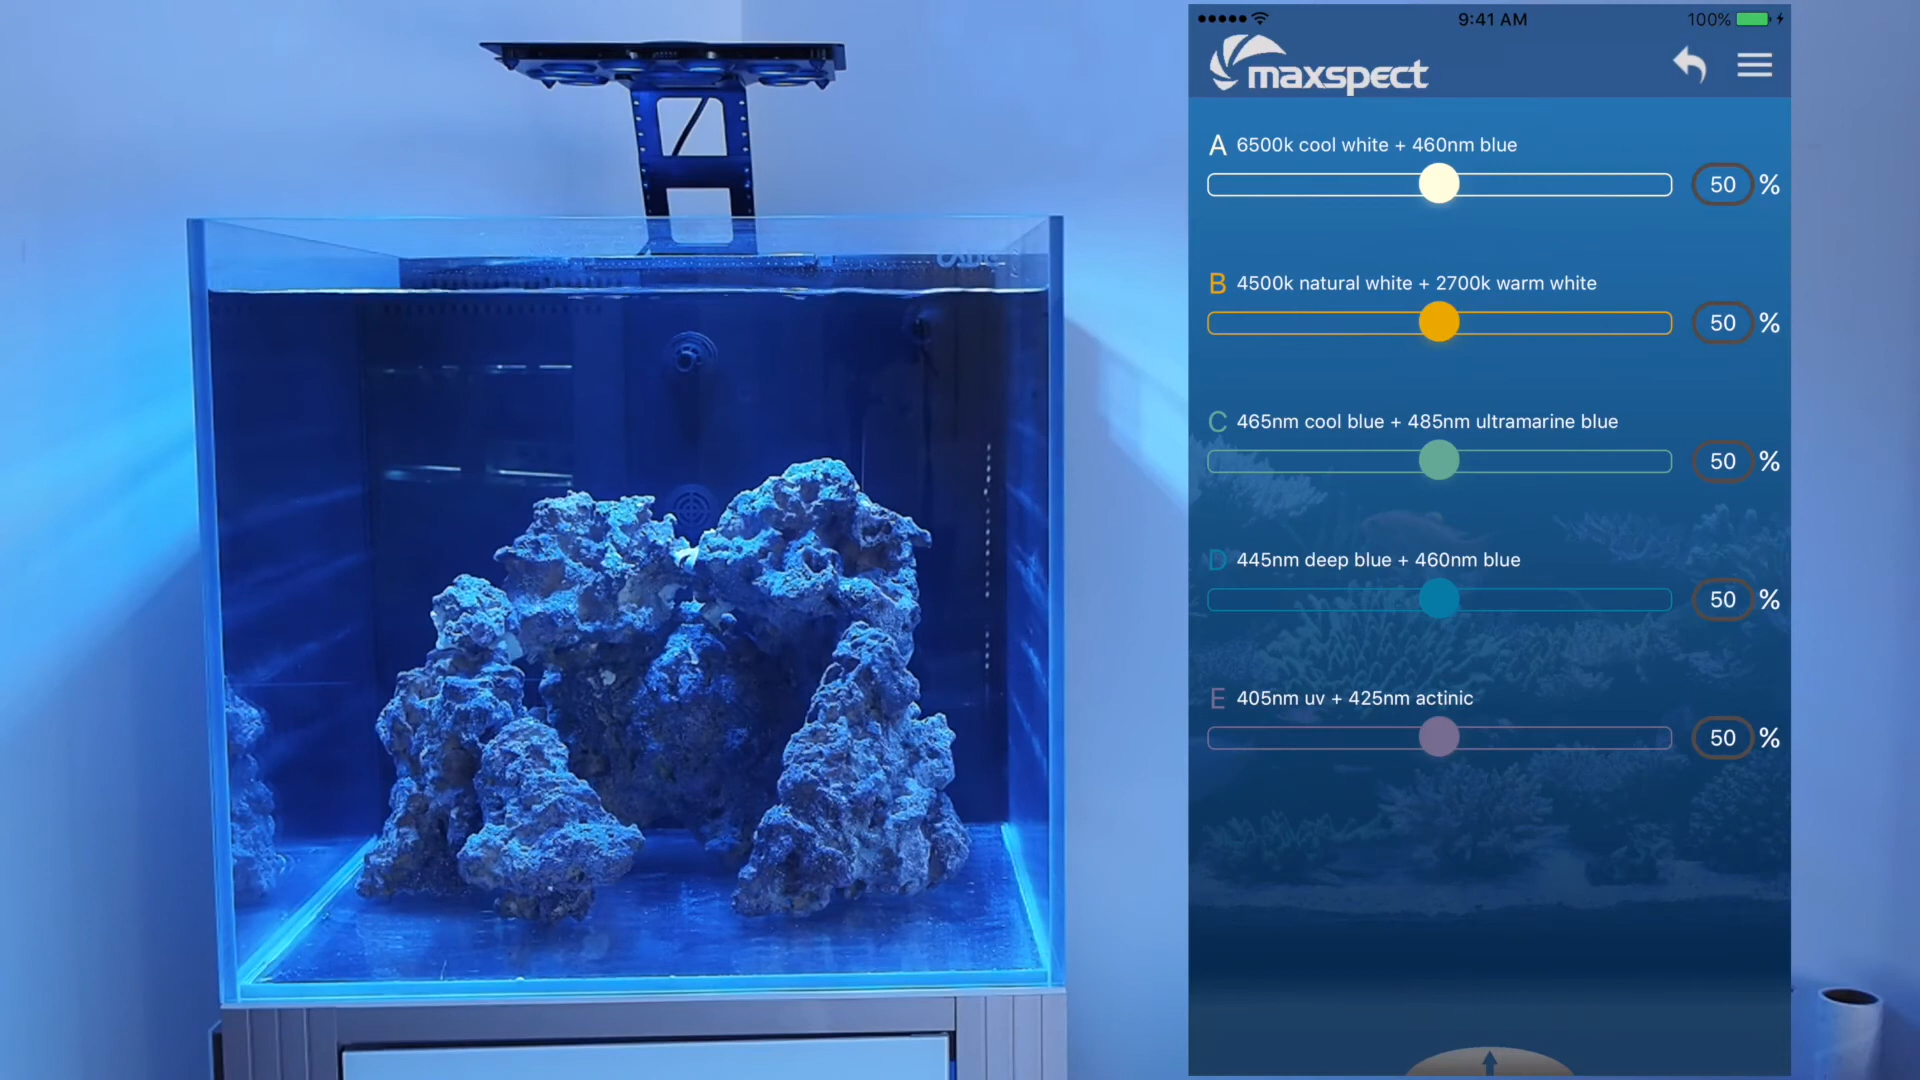 9:41 AM
100%
maxspect
A 6500k cool white + 460nm blue
50 %
B 4500k natural white + 2700k warm white
50 %
C 465nm cool blue + 485nm ultramarine blue
50 %
D 445nm deep blue + 460nm blue
50 %
E 405nm uv + 425nm actinic
50 %